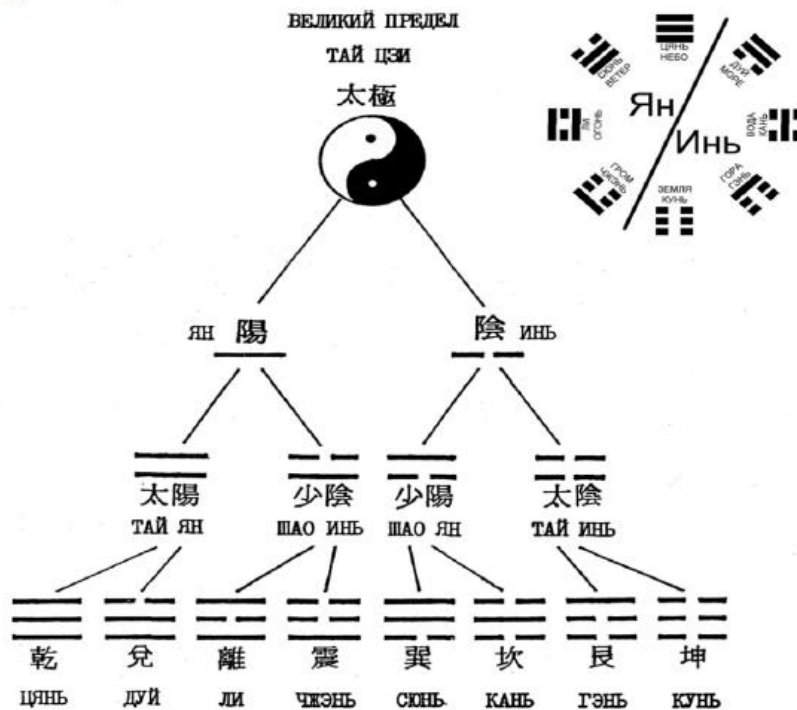 ВЕЛИКИЙ ПРЕДЕЛ
ТАЙ ЦЗИ
太極
ЦЯНЬ
НЕБО
ДУЙ
МОРЕ
ВОДА
КАНЬ
ГОРА
ГЭНЬ
ЗЕМЛЯ
КУНЬ
ГРОМ
ЧЖЭНЬ
ЛИ
ОГОНЬ
СЮНЬ
ВЕТЕР
Ян
Инь
ЯН 陽
陰 ИНЬ
太陽 少陰 少陽 太陰
ТАЙ ЯН ШАО ИНЬ ШАО ЯН ТАЙ ИНЬ
乾 兌 離 震 巽 坎 艮 坤
ЦЯНЬ ДУЙ ЛИ ЧЖЭНЬ СЮНЬ КАНЬ ГЭНЬ КУНЬ